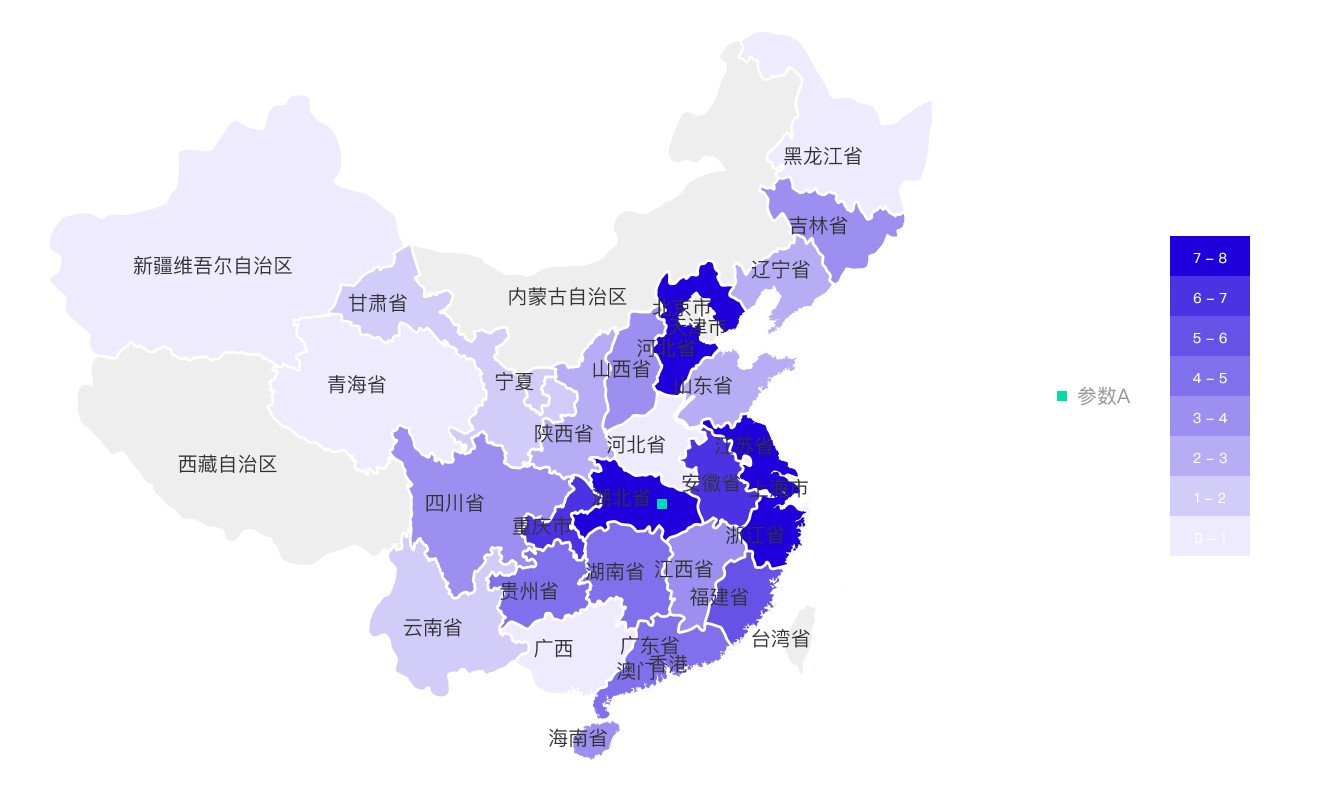 黑龙江省
吉林省
新疆维吾尔自治区
辽宁省
内蒙古自治区
甘肃省
北京市
天津市
河北省
山西省
宁夏
青海省
山东省
陕西省
河北省
江苏省
西藏自治区
安徽省
上海市
湖北省
四川省
重庆市
浙江省
湖南省
江西省
贵州省
福建省
云南省
台湾省
广东省
广西
香港
澳门
海南省
参数A
7 – 8
6 – 7
5 – 6
4 – 5
3 – 4
2 – 3
1 – 2
0 – 1